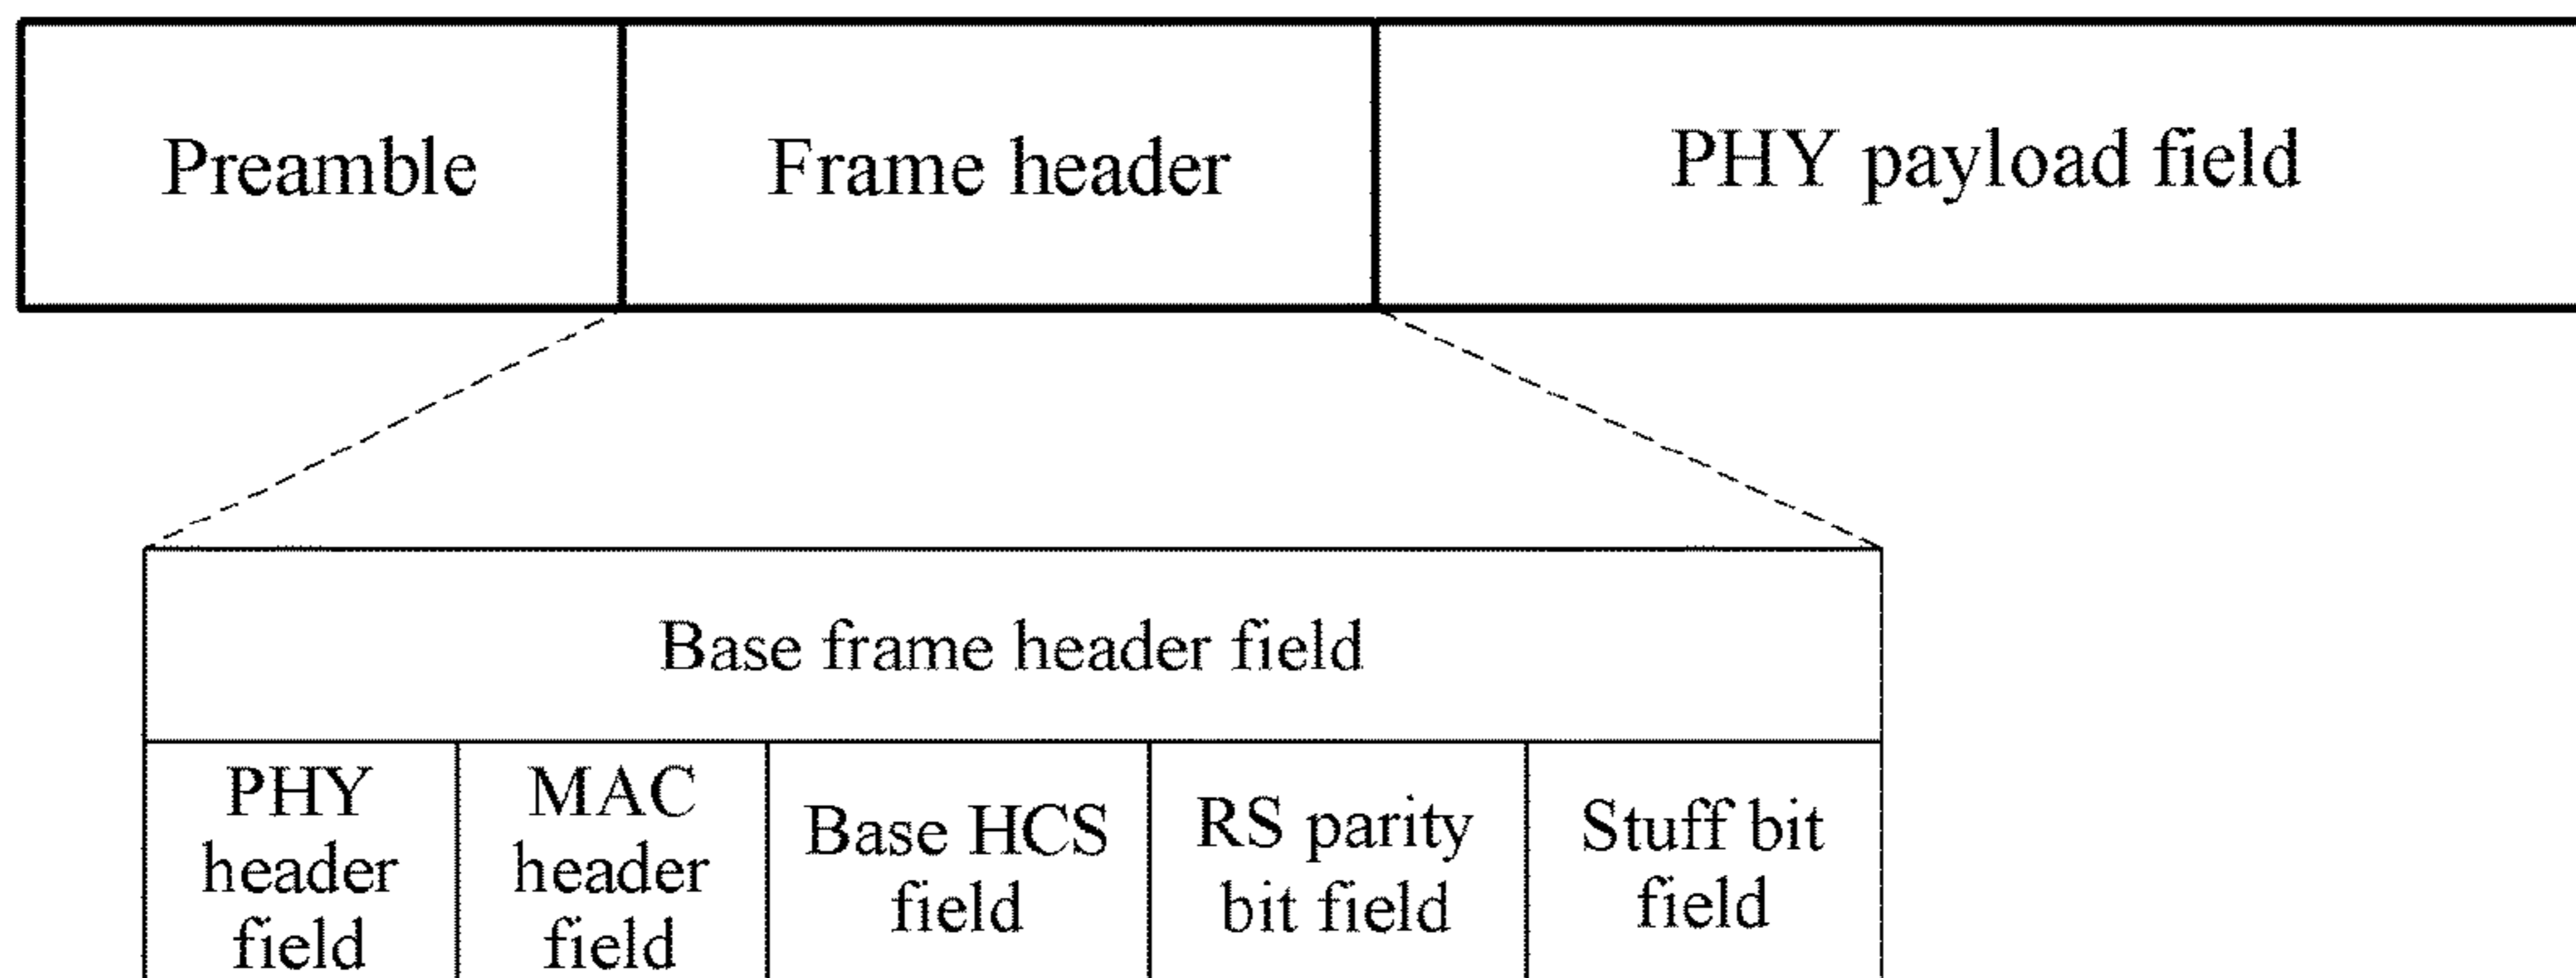 Preamble
Frame header
PHY payload field
Base frame header field
PHY
header
field
MAC
header
field
Base HCS
field
RS parity
bit field
Stuff bit
field